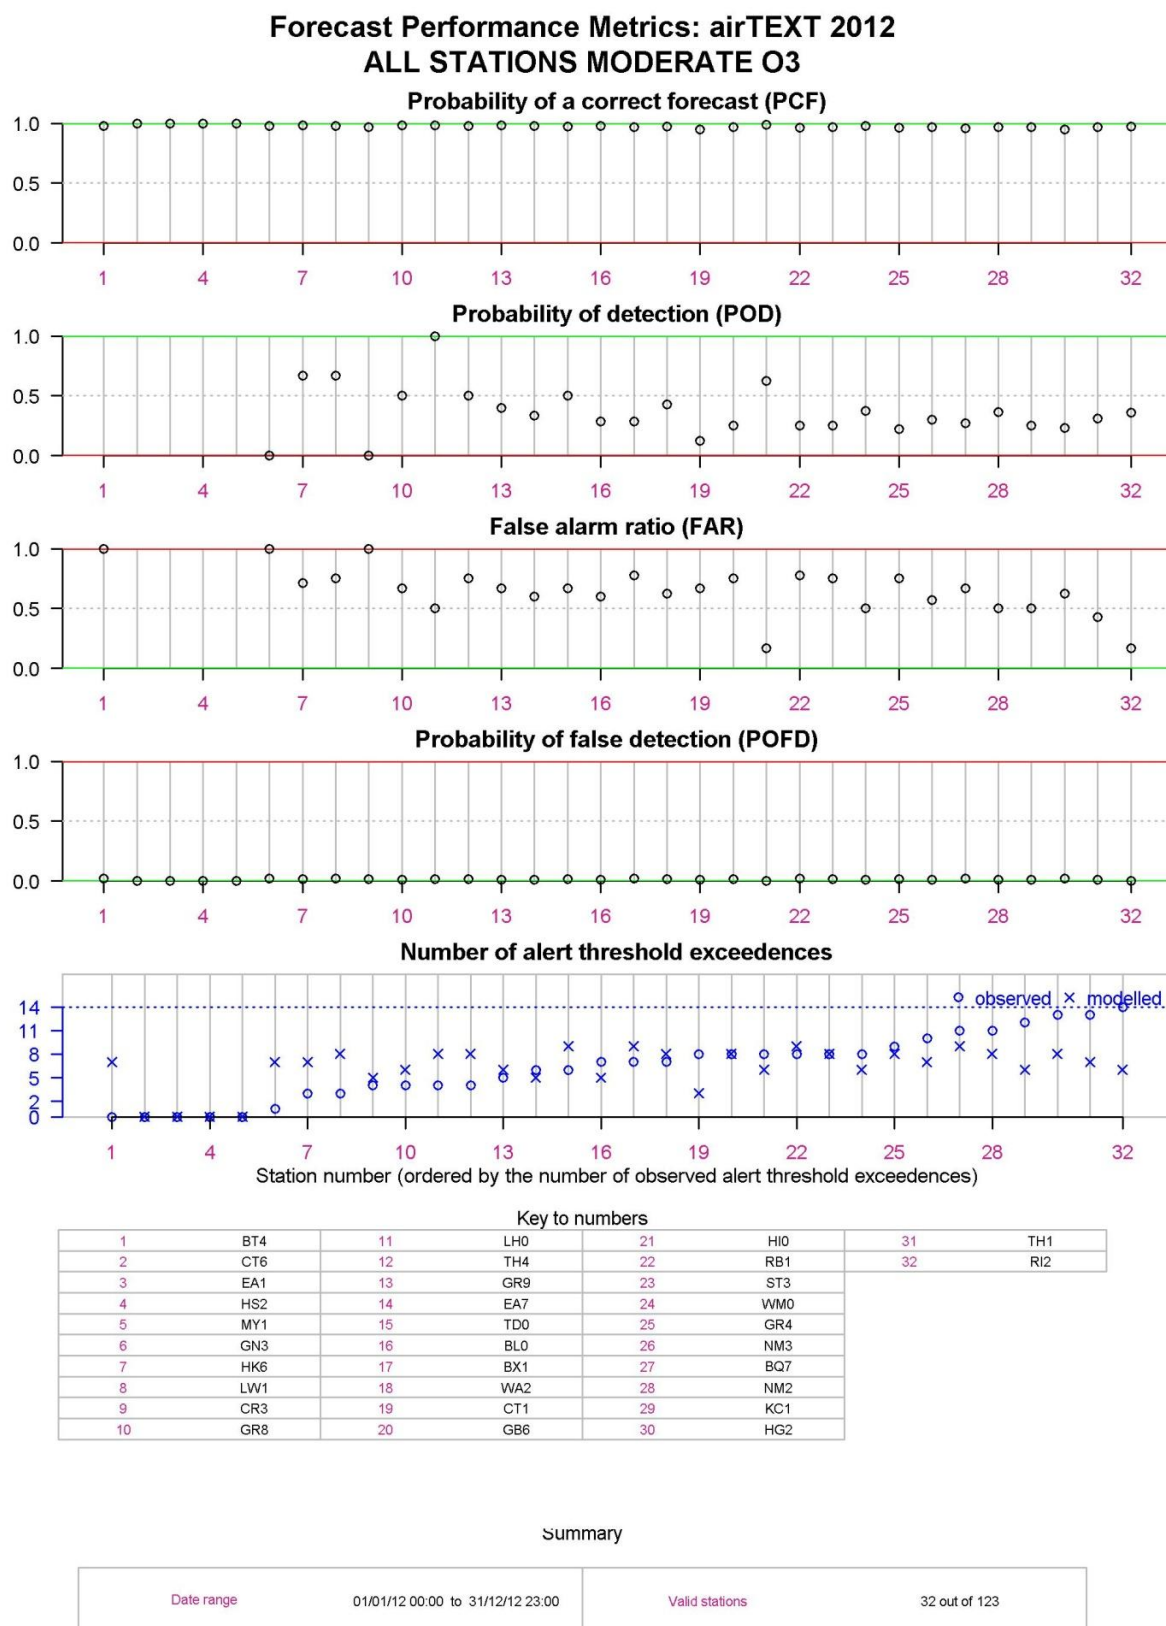 Forecast Performance Metrics: airTEXT 2012
ALL STATIONS MODERATE O3
Probability of a correct forecast (PCF)
1.0
0.5
0.0
1 4 7 10 13 16 19 22 25 28 32
Probability of detection (POD)
1.0
0.5
0.0
1 4 7 10 13 16 19 22 25 28 32
False alarm ratio (FAR)
1.0
0.5
0.0
1 4 7 10 13 16 19 22 25 28 32
Probability of false detection (POFD)
1.0
0.5
0.0
1 4 7 10 13 16 19 22 25 28 32
Number of alert threshold exceedences
observed modelled
14
11
8
5
2
0
1 4 7 10 13 16 19 22 25 28 32
Station number (ordered by the number of observed alert threshold exceedences)
Key to numbers
1 BT4 11 LH0 21 HI0 31 TH1
2 CT6 12 TH4 22 RB1 32 RI2
3 EA1 13 GR9 23 ST3
4 HS2 14 EA7 24 WM0
5 MY1 15 TD0 25 GR4
6 GN3 16 BL0 26 NM3
7 HK6 17 BX1 27 BQ7
8 LW1 18 WA2 28 NM2
9 CR3 19 CT1 29 KC1
10 GR8 20 GB6 30 HG2
Summary
Date range 01/01/12 00:00 to 31/12/12 23:00 Valid stations 32 out of 123